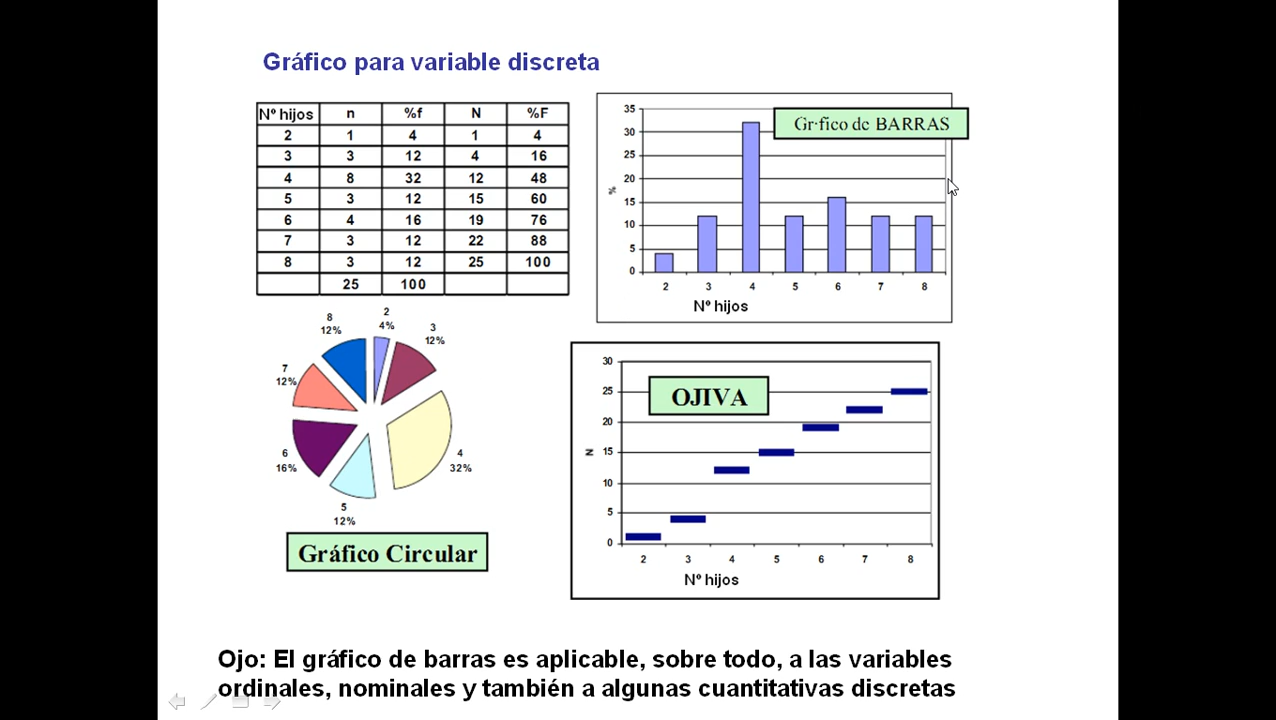 Gráfico para variable discreta
Nº hijos n %f N %F
2 1 4 1 4
3 3 12 4 16
4 8 32 12 48
5 3 12 15 60
6 4 16 19 76
7 3 12 22 88
8 3 12 25 100
25 100
Gr·fico de BARRAS
35
30
25
20
15
10
5
0
%
2 3 4 5 6 7 8
Nº hijos
2
4%
3
12%
4
32%
5
12%
6
16%
7
12%
8
12%
Gráfico Circular
OJIVA
30
25
20
15
10
5
0
N
2 3 4 5 6 7 8
Nº hijos
Ojo: El gráfico de barras es aplicable, sobre todo, a las variables
ordinales, nominales y también a algunas cuantitativas discretas